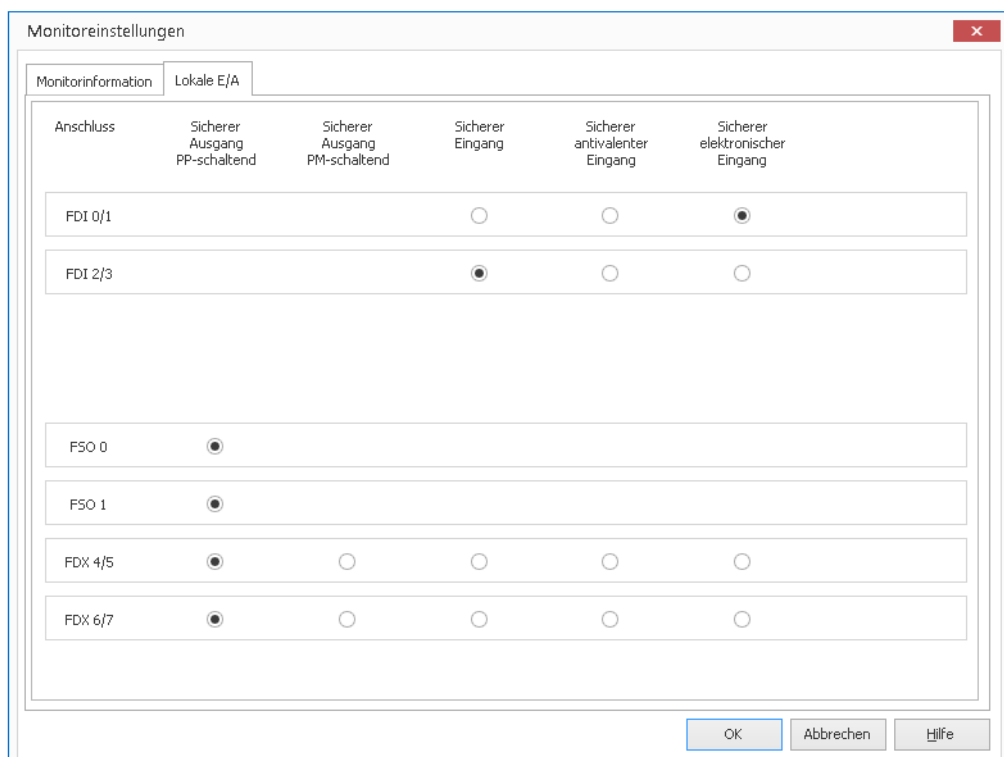 Monitoreinstellungen
Monitorinformation
Lokale E/A
Anschluss
Sicherer
Ausgang
PP-schaltend
Sicherer
Ausgang
PM-schaltend
Sicherer
Eingang
Sicherer
antivalenter
Eingang
Sicherer
elektronischer
Eingang
FDI 0/1
FDI 2/3
FSO 0
FSO 1
FDX 4/5
FDX 6/7
OK
Abbrechen
Hilfe